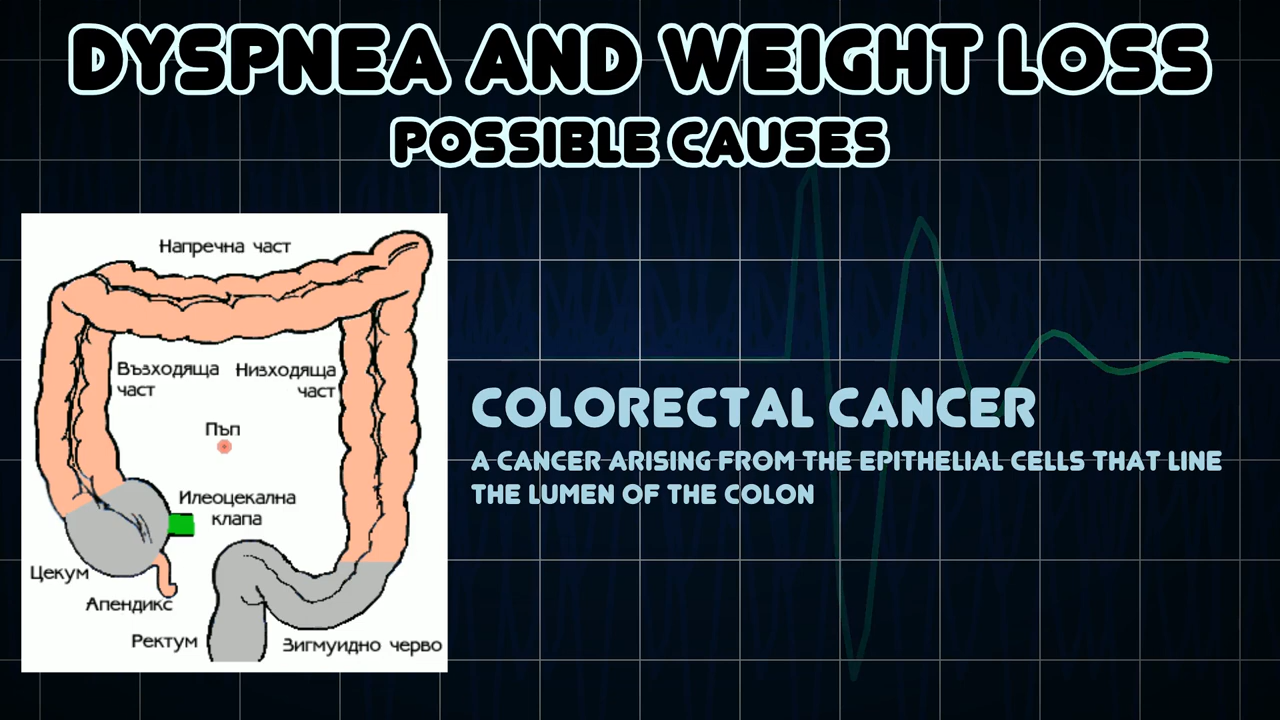 DYSPNEA AND WEIGHT LOSS
POSSIBLE CAUSES
Напречна част
Възходяща
част
Низходяща
част
Пъп
Илеоцекална
клапа
Цекум
Апендикс
Ректум
Зигмуидно черво
COLORECTAL CANCER
A CANCER ARISING FROM THE EPITHELIAL CELLS THAT LINE
THE LUMEN OF THE COLON